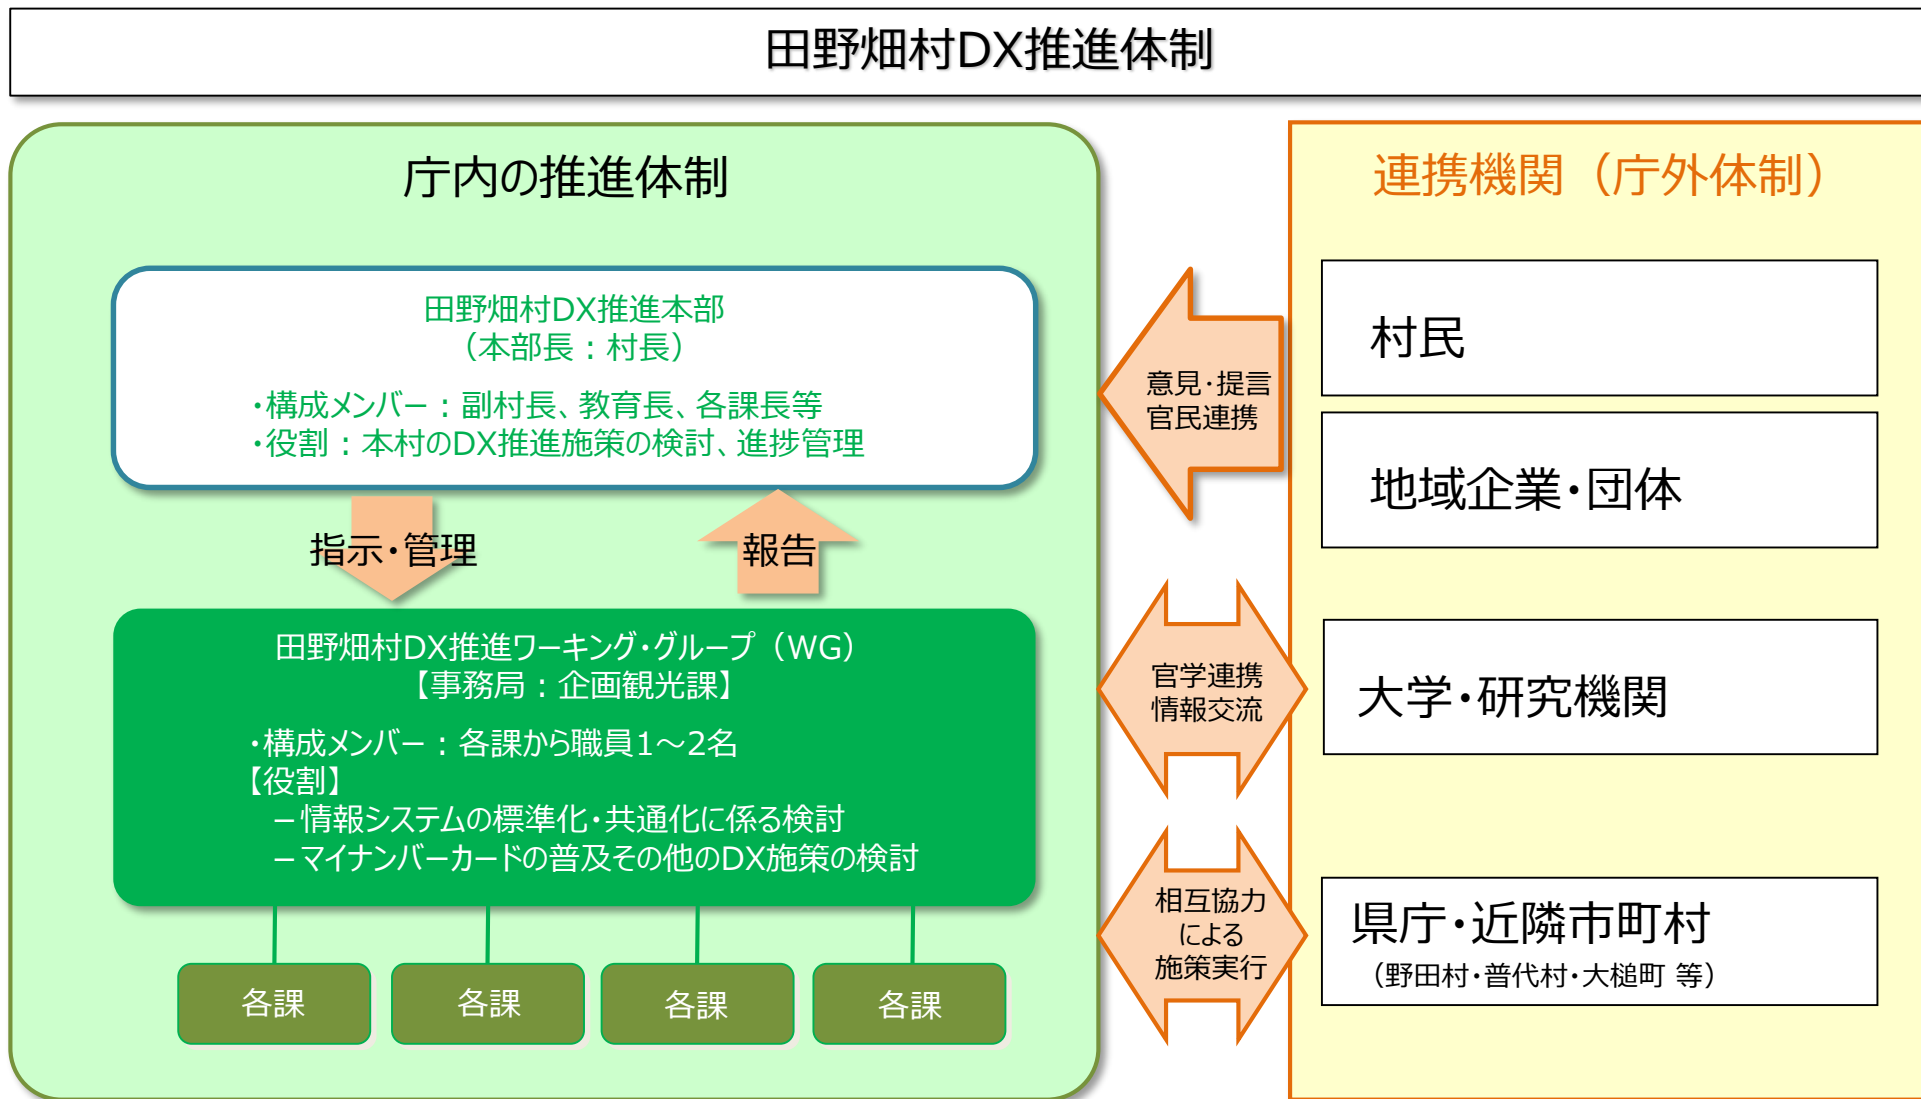 田野畑村DX推進体制
庁内の推進体制
田野畑村DX推進本部
（本部長：村長）
・構成メンバー：副村長、教育長、各課長等
・役割：本村のDX推進施策の検討、進捗管理
指示・管理
報告
田野畑村DX推進ワーキング・グループ（WG）
【事務局：企画観光課】
・構成メンバー：各課から職員1～2名
【役割】
－情報システムの標準化・共通化に係る検討
－マイナンバーカードの普及その他のDX施策の検討
各課
各課
各課
各課
意見・提言
官民連携
官学連携
情報交流
相互協力
による
施策実行
連携機関（庁外体制）
村民
地域企業・団体
大学・研究機関
県庁・近隣市町村
（野田村・普代村・大槌町 等）